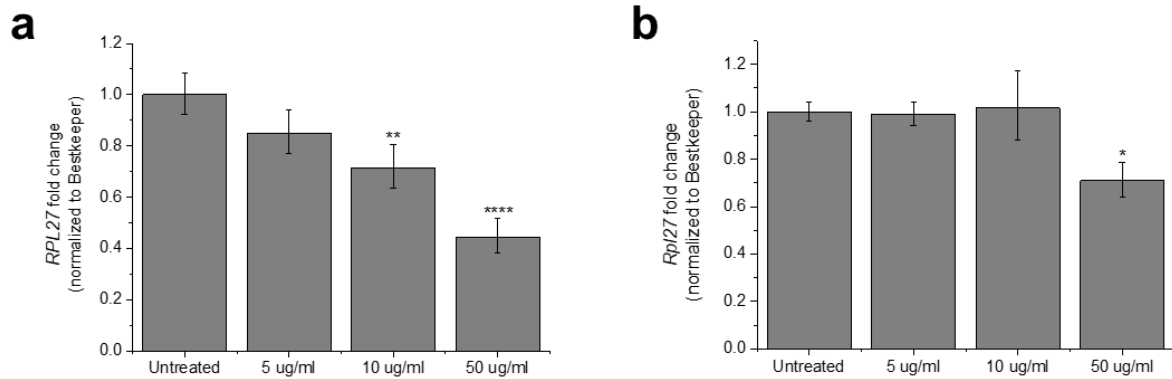 a
RPL27 fold change
(normalized to Bestkeeper)
1.2
1.0
0.8
0.6
0.4
0.2
0.0
**
****
Untreated
5 ug/ml
10 ug/ml
50 ug/ml
b
Rpl27 fold change
(normalized to Bestkeeper)
1.2
1.0
0.8
0.6
0.4
0.2
0.0
*
Untreated
5 ug/ml
10 ug/ml
50 ug/ml